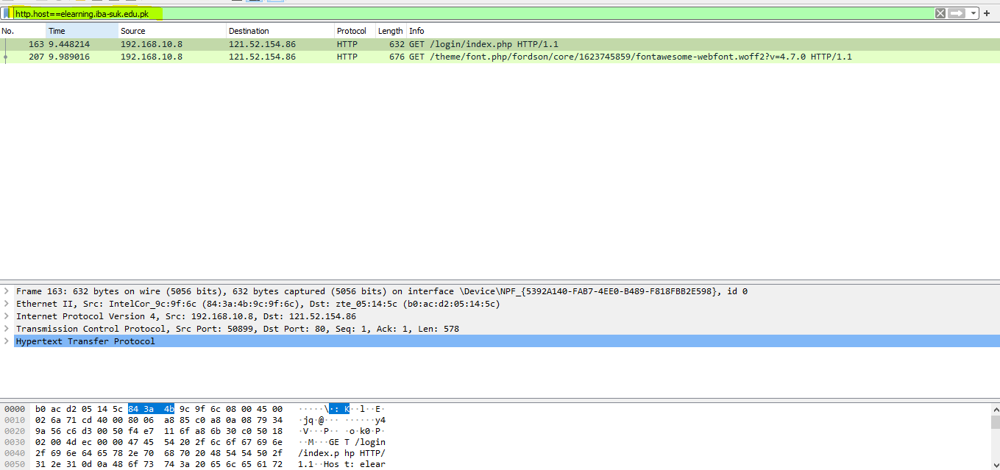 http.host==elearning.iba-suk.edu.pk
No. Time Source Destination Protocol Length Info
163 9.448214 192.168.10.8 121.52.154.86 HTTP 632 GET /login/index.php HTTP/1.1
207 9.989016 192.168.10.8 121.52.154.86 HTTP 676 GET /theme/font.php/fordson/core/1623745859/fontawesome-webfont.woff2?v=4.7.0 HTTP/1.1
Frame 163: 632 bytes on wire (5056 bits), 632 bytes captured (5056 bits) on interface \Device\NPF_{5392A140-FAB7-4EE0-B489-F818FBB2E598}, id 0
Ethernet II, Src: IntelCor_9c:9f:6c (84:3a:4b:9c:9f:6c), Dst: zte_05:14:5c (b0:ac:d2:05:14:5c)
Internet Protocol Version 4, Src: 192.168.10.8, Dst: 121.52.154.86
Transmission Control Protocol, Src Port: 50899, Dst Port: 80, Seq: 1, Ack: 1, Len: 578
Hypertext Transfer Protocol
0000 b0 ac d2 05 14 5c 84 3a 4b 9c 9f 6c 08 00 45 00 ·····\·: K··l··E·
0010 02 6a 71 cd 40 00 80 06 a8 85 c0 a8 0a 08 79 34 ·jq·@··· ······y4
0020 9a 56 c6 d3 00 50 f4 e7 11 6f a8 6b 30 c0 50 18 ·V···P·· ·o·k0·P·
0030 02 00 4d ec 00 00 47 45 54 20 2f 6c 6f 67 69 6e ··M···GE T /login
0040 2f 69 6e 64 65 78 2e 70 68 70 20 48 54 54 50 2f /index.p hp HTTP/
0050 31 2e 31 0d 0a 48 6f 73 74 3a 20 65 6c 65 61 72 1.1··Hos t: elear